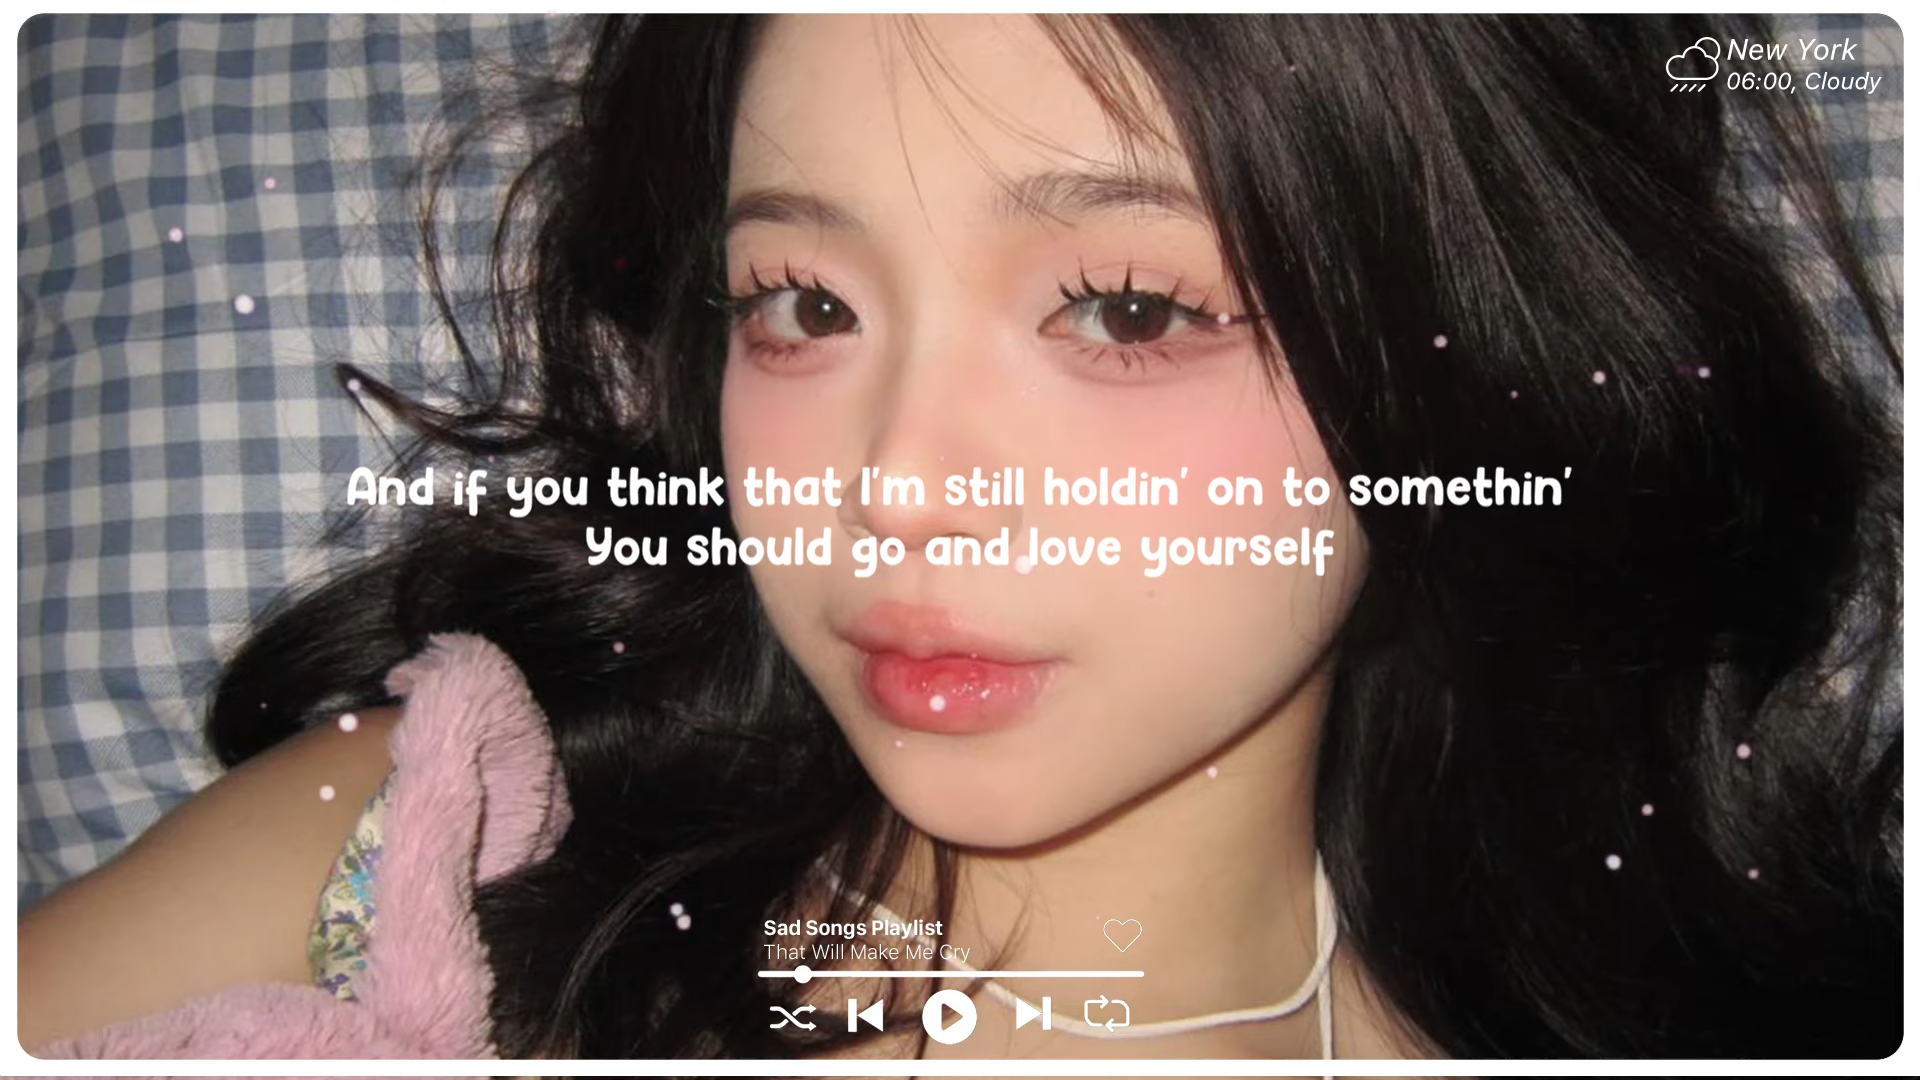 New York
06:00, Cloudy
And if you think that I'm still holdin' on to somethin'
You should go and love yourself
Sad Songs Playlist
That Will Make Me Cry